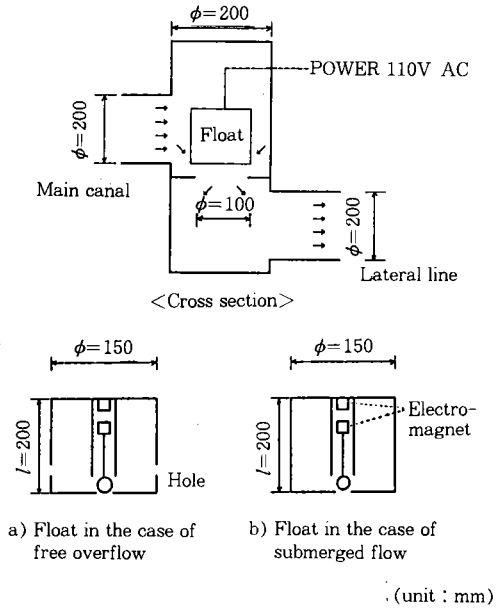 ϕ=200
POWER 110V AC
Float
ϕ=200
Main canal
ϕ=100
ϕ=200
Lateral line
<Cross section>
ϕ=150
ϕ=150
l=200
Hole
l=200
Electro-
magnet
a) Float in the case of
free overflow
b) Float in the case of
submerged flow
(unit : mm)